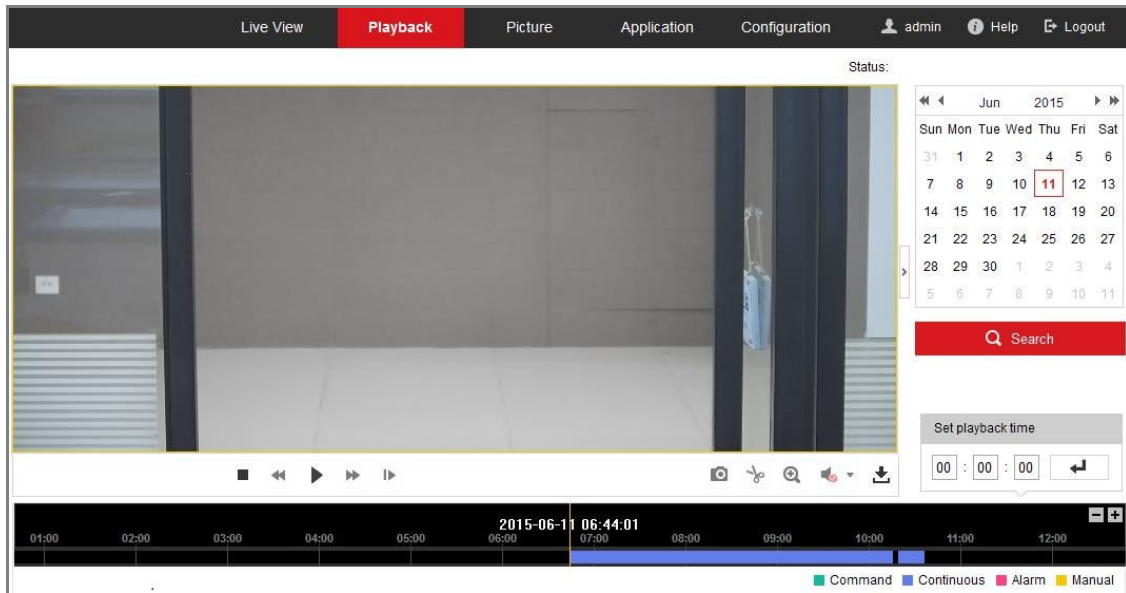 Live View Playback Picture Application Configuration admin Help Logout
Status:
Jun 2015
Sun Mon Tue Wed Thu Fri Sat
31 1 2 3 4 5 6
7 8 9 10 11 12 13
14 15 16 17 18 19 20
21 22 23 24 25 26 27
28 29 30 1 2 3 4
5 6 7 8 9 10 11
Search
Set playback time
00 : 00 : 00
2015-06-11 06:44:01
01:00 02:00 03:00 04:00 05:00 06:00 07:00 08:00 09:00 10:00 11:00 12:00
Command Continuous Alarm Manual